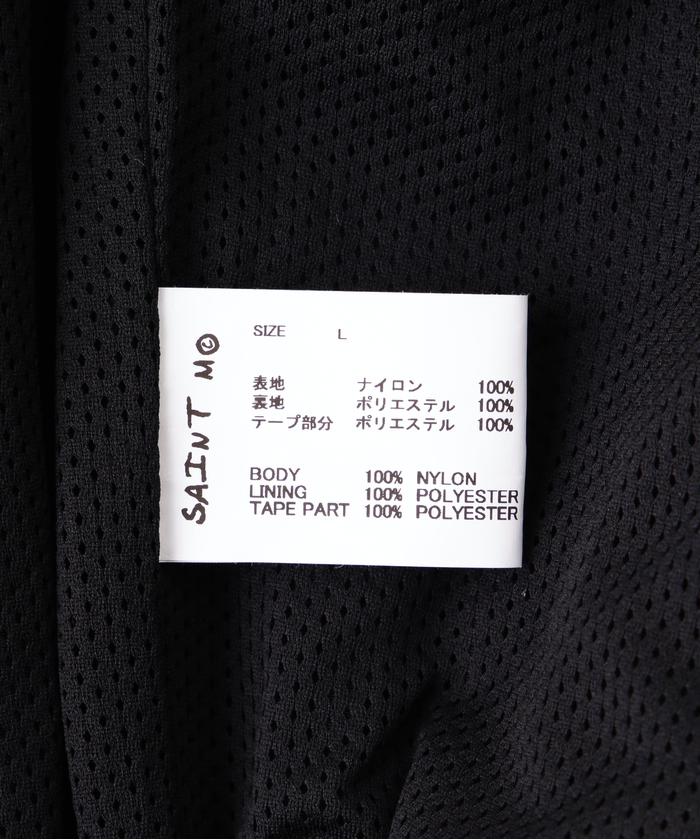 SAINT M©
SIZE L
表地 ナイロン 100%
裏地 ポリエステル 100%
テープ部分 ポリエステル 100%
BODY 100% NYLON
LINING 100% POLYESTER
TAPE PART 100% POLYESTER